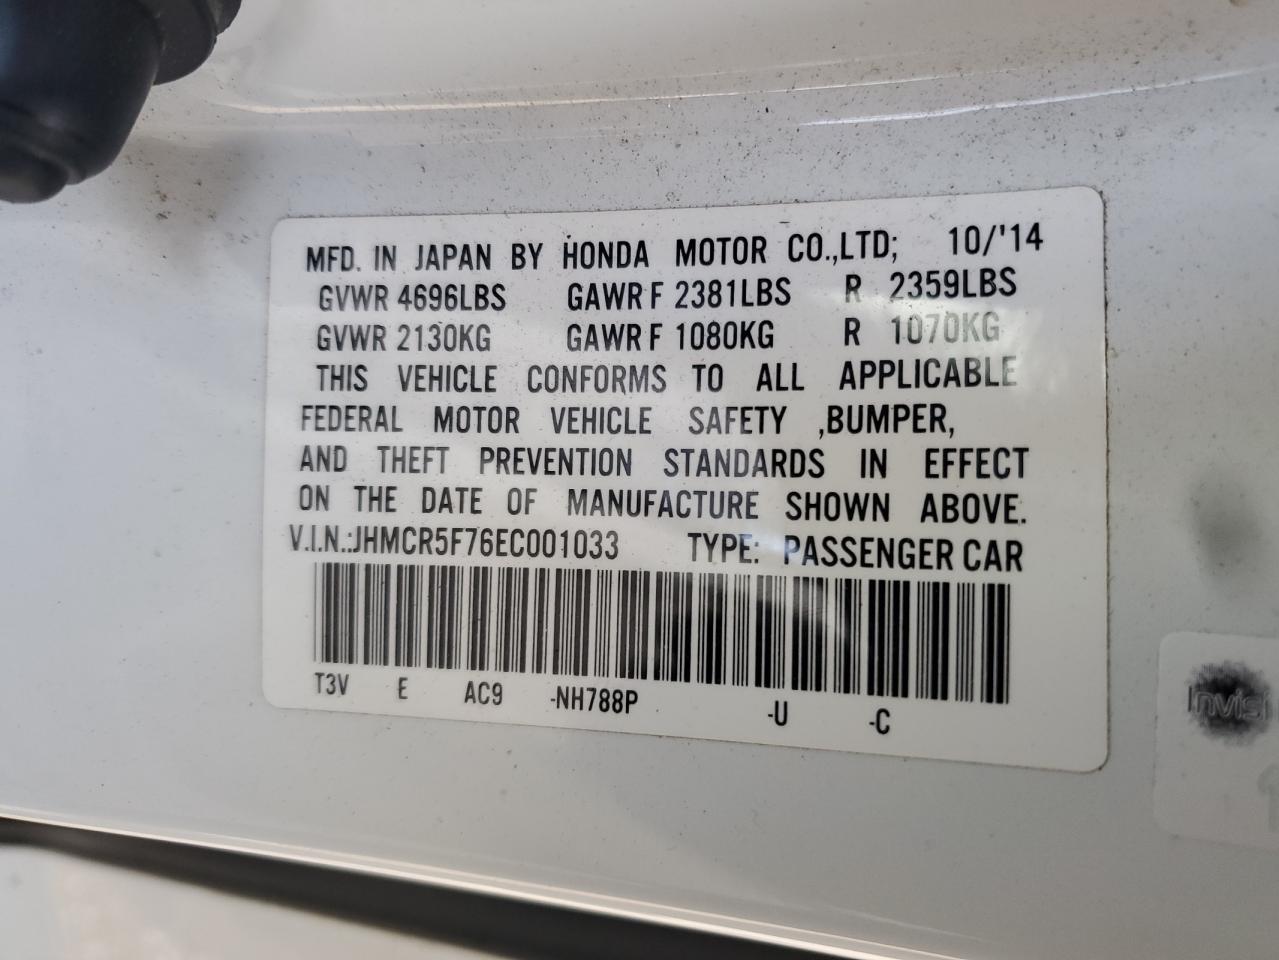 MFD. IN JAPAN BY HONDA MOTOR CO.,LTD; 10/'14
GVWR 4696LBS GAWR F 2381LBS R 2359LBS
GVWR 2130KG GAWR F 1080KG R 1070KG
THIS VEHICLE CONFORMS TO ALL APPLICABLE
FEDERAL MOTOR VEHICLE SAFETY ,BUMPER,
AND THEFT PREVENTION STANDARDS IN EFFECT
ON THE DATE OF MANUFACTURE SHOWN ABOVE.
V.I.N.:JHMCR5F76EC001033 TYPE: PASSENGER CAR
T3V E AC9 -NH788P -U -C